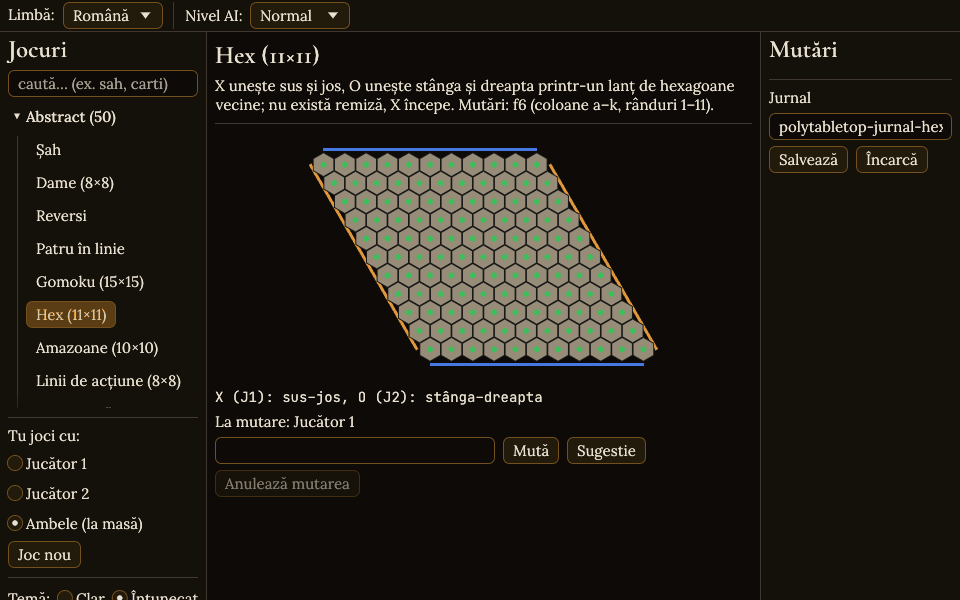 Limbă: Română Nivel AI: Normal
Jocuri
caută... (ex. sah, carti)
Abstract (50)
Șah
Dame (8×8)
Reversi
Patru în linie
Gomoku (15×15)
Hex (11×11)
Amazoane (10×10)
Linii de acțiune (8×8)
Tu joci cu:
Jucător 1
Jucător 2
Ambele (la masă)
Joc nou
Temă: Clar Întunecat
Hex (11×11)
X unește sus și jos, O unește stânga și dreapta printr-un lanț de hexagoane
vecine; nu există remiză, X începe. Mutări: f6 (coloane a–k, rânduri 1–11).
X (J1): sus-jos, O (J2): stânga-dreapta
La mutare: Jucător 1
Mută Sugestie
Anulează mutarea
Mutări
Jurnal
polytabletop-jurnal-hex
Salvează Încarcă